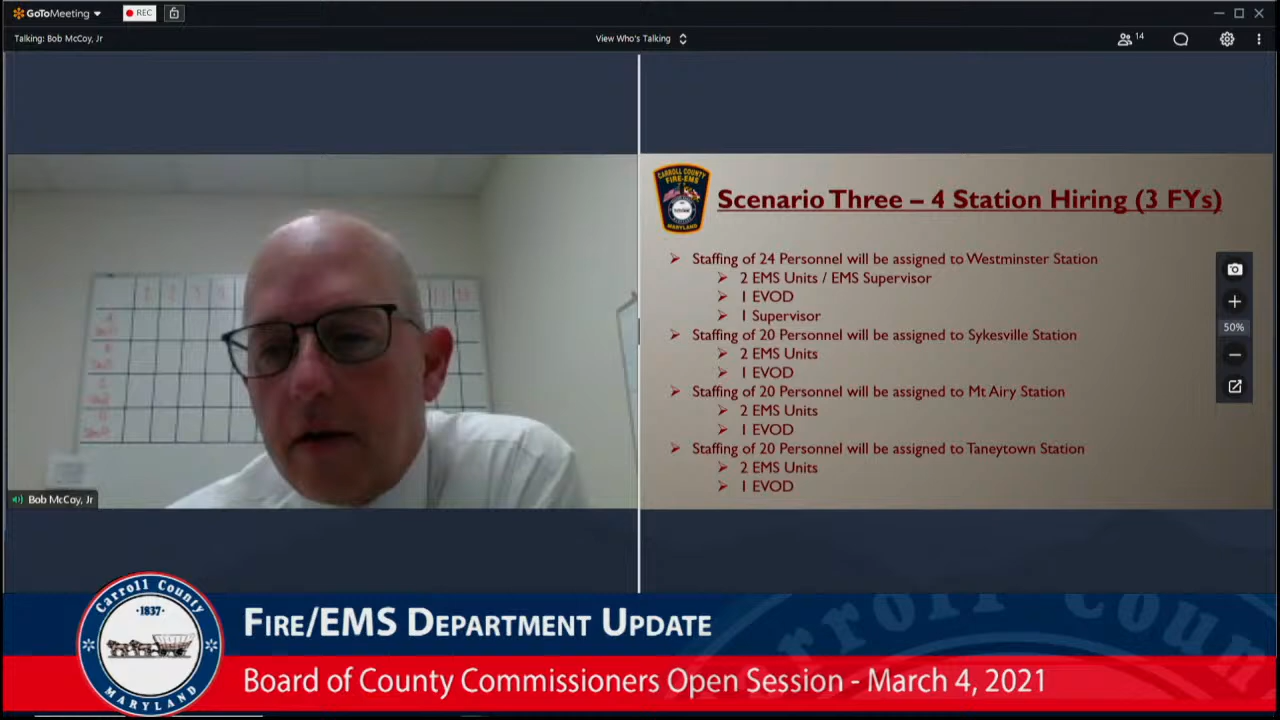 GoToMeeting
REC
Talking: Bob McCoy, Jr
View Who's Talking
14
CARROLL COUNTY
FIRE-EMS
MARYLAND
Scenario Three – 4 Station Hiring (3 FYs)
Staffing of 24 Personnel will be assigned to Westminster Station
2 EMS Units / EMS Supervisor
1 EVOD
1 Supervisor
Staffing of 20 Personnel will be assigned to Sykesville Station
2 EMS Units
1 EVOD
Staffing of 20 Personnel will be assigned to Mt Airy Station
2 EMS Units
1 EVOD
Staffing of 20 Personnel will be assigned to Taneytown Station
2 EMS Units
1 EVOD
50%
Bob McCoy, Jr
Carroll County
·1837·
MARYLAND
FIRE/EMS DEPARTMENT UPDATE
Board of County Commissioners Open Session - March 4, 2021